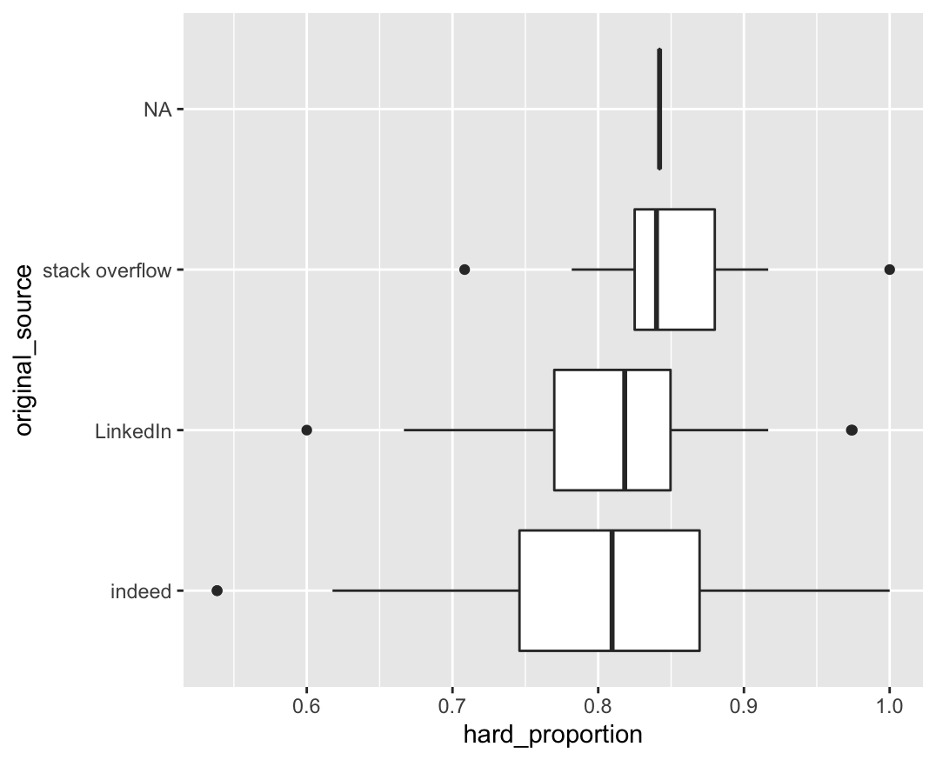 NA
stack overflow
LinkedIn
indeed
original_source
0.6 0.7 0.8 0.9 1.0
hard_proportion